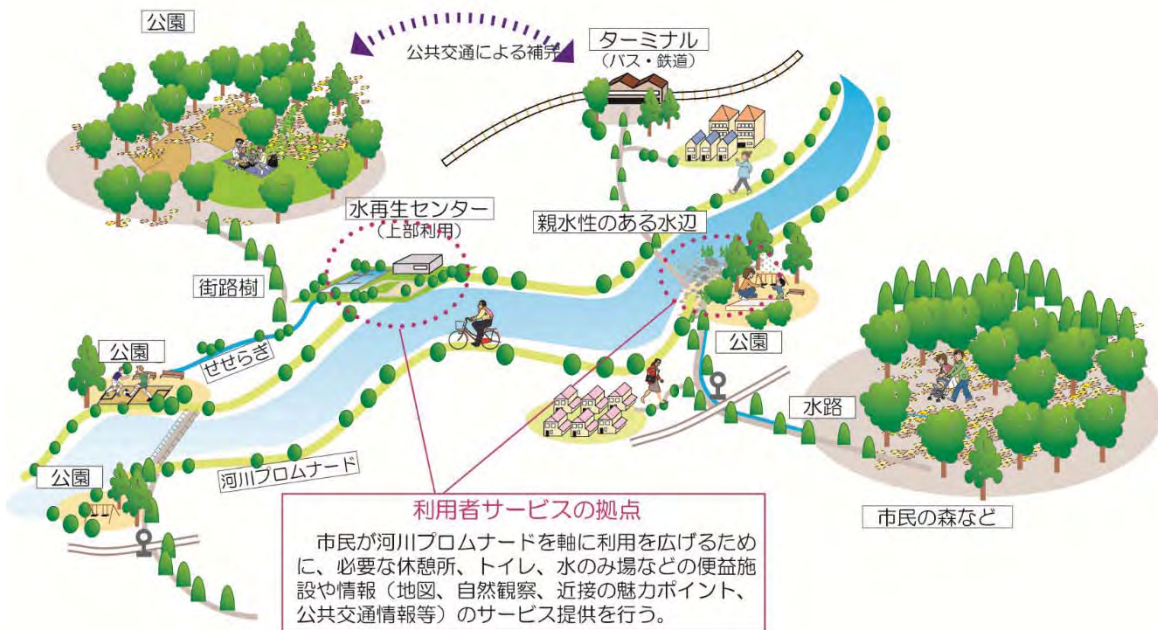 公園
公共交通による補完
ターミナル
（バス・鉄道）
水再生センター
（上部利用）
親水性のある水辺
街路樹
公園
せせらぎ
公園
水路
公園
河川プロムナード
市民の森など
利用者サービスの拠点
市民が河川プロムナードを軸に利用を広げるため
に、必要な休憩所、トイレ、水のみ場などの便益施
設や情報（地図、自然観察、近接の魅力ポイント、
公共交通情報等）のサービス提供を行う。